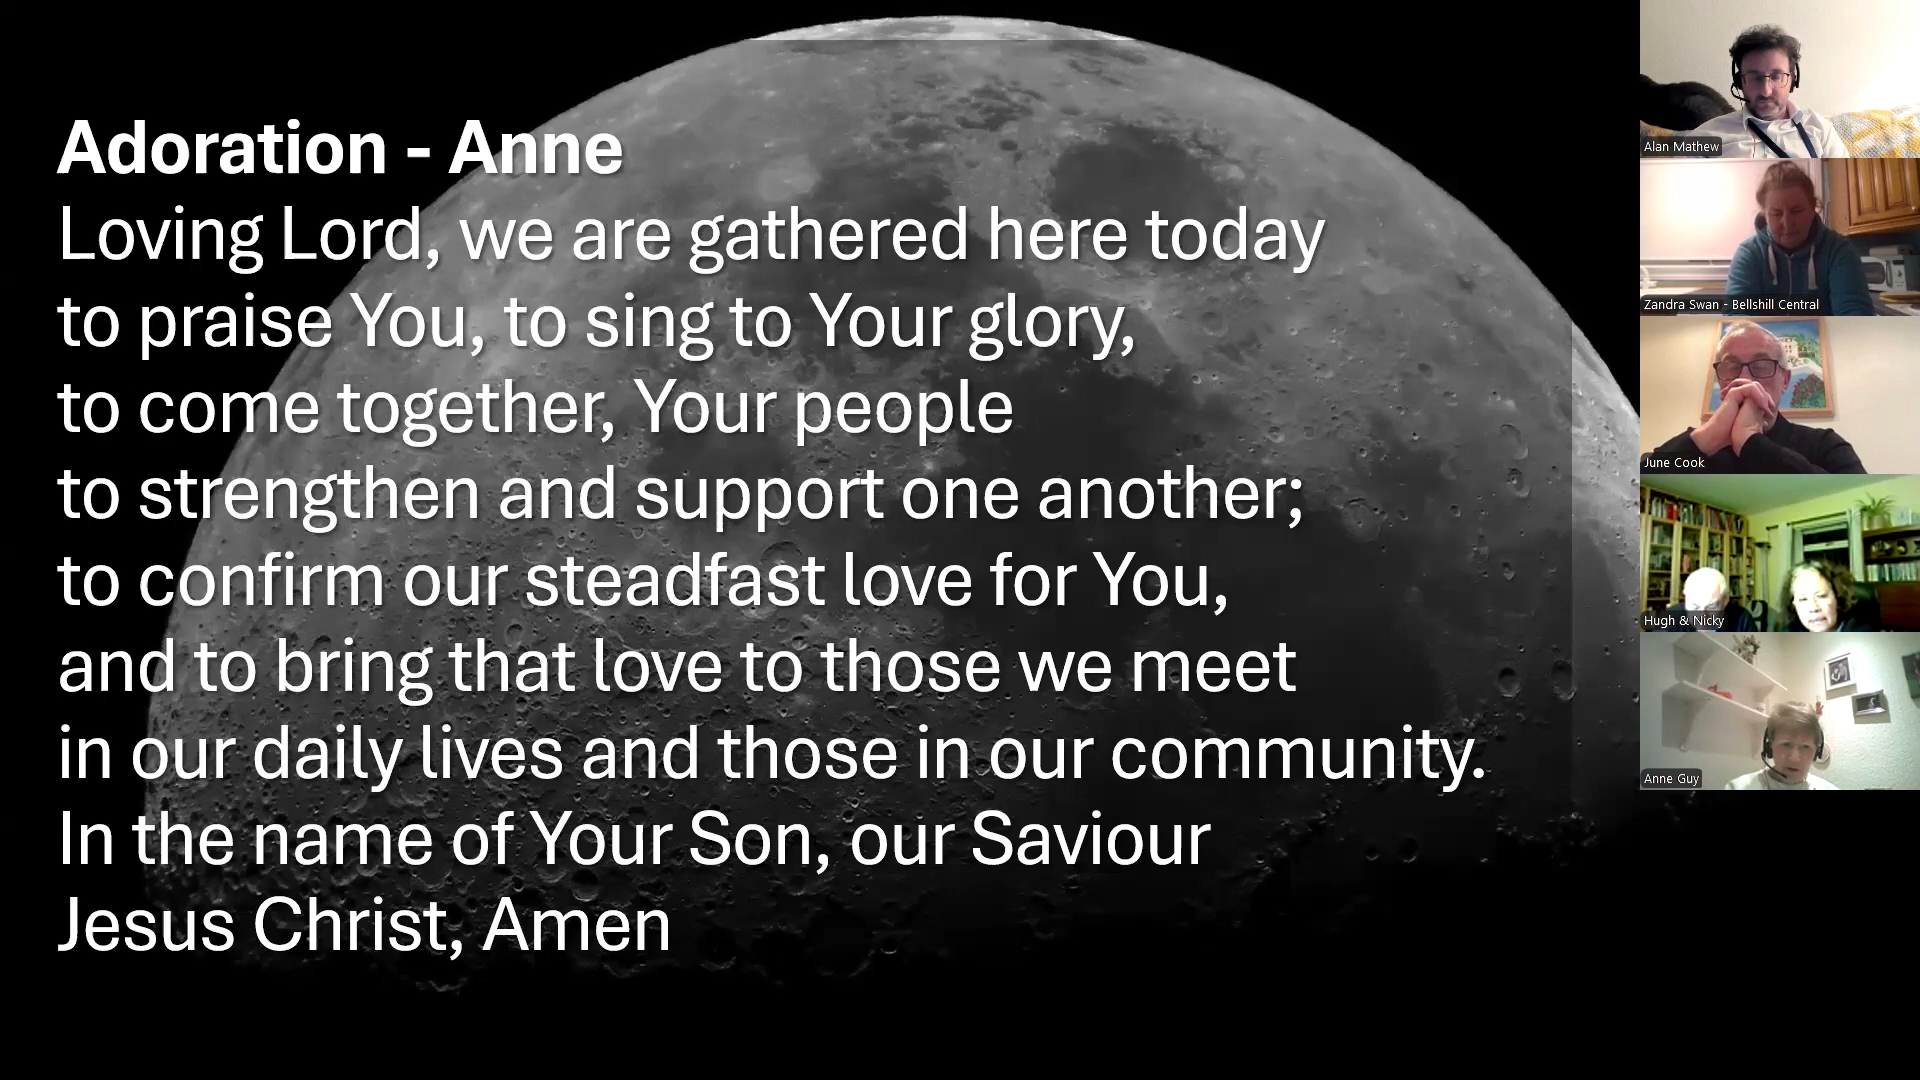 Adoration - Anne
Loving Lord, we are gathered here today
to praise You, to sing to Your glory,
to come together, Your people
to strengthen and support one another;
to confirm our steadfast love for You,
and to bring that love to those we meet
in our daily lives and those in our community.
In the name of Your Son, our Saviour
Jesus Christ, Amen
Alan Mathew
Zandra Swan - Bellshill Central
June Cook
Hugh & Nicky
Anne Guy